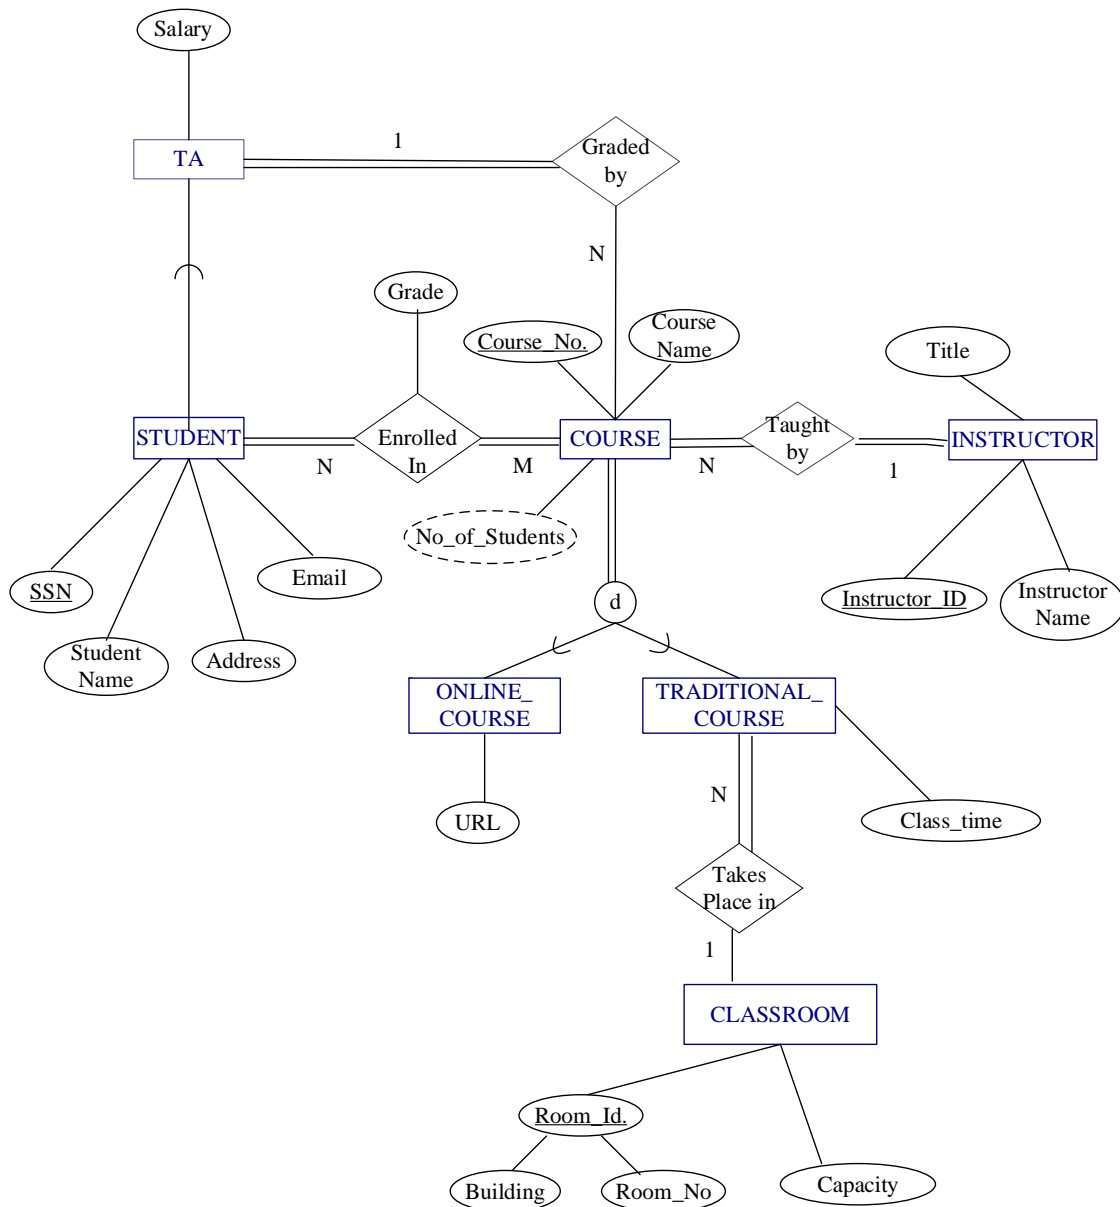 Salary
TA
1
Graded
by
N
Grade
Course_No.
Course
Name
Title
STUDENT
N
Enrolled
In
M
COURSE
N
Taught
by
1
INSTRUCTOR
No_of_Students
SSN
Student
Name
Address
Email
d
Instructor_ID
Instructor
Name
ONLINE_
COURSE
TRADITIONAL_
COURSE
URL
N
Class_time
Takes
Place in
1
CLASSROOM
Room_Id.
Building
Room_No
Capacity